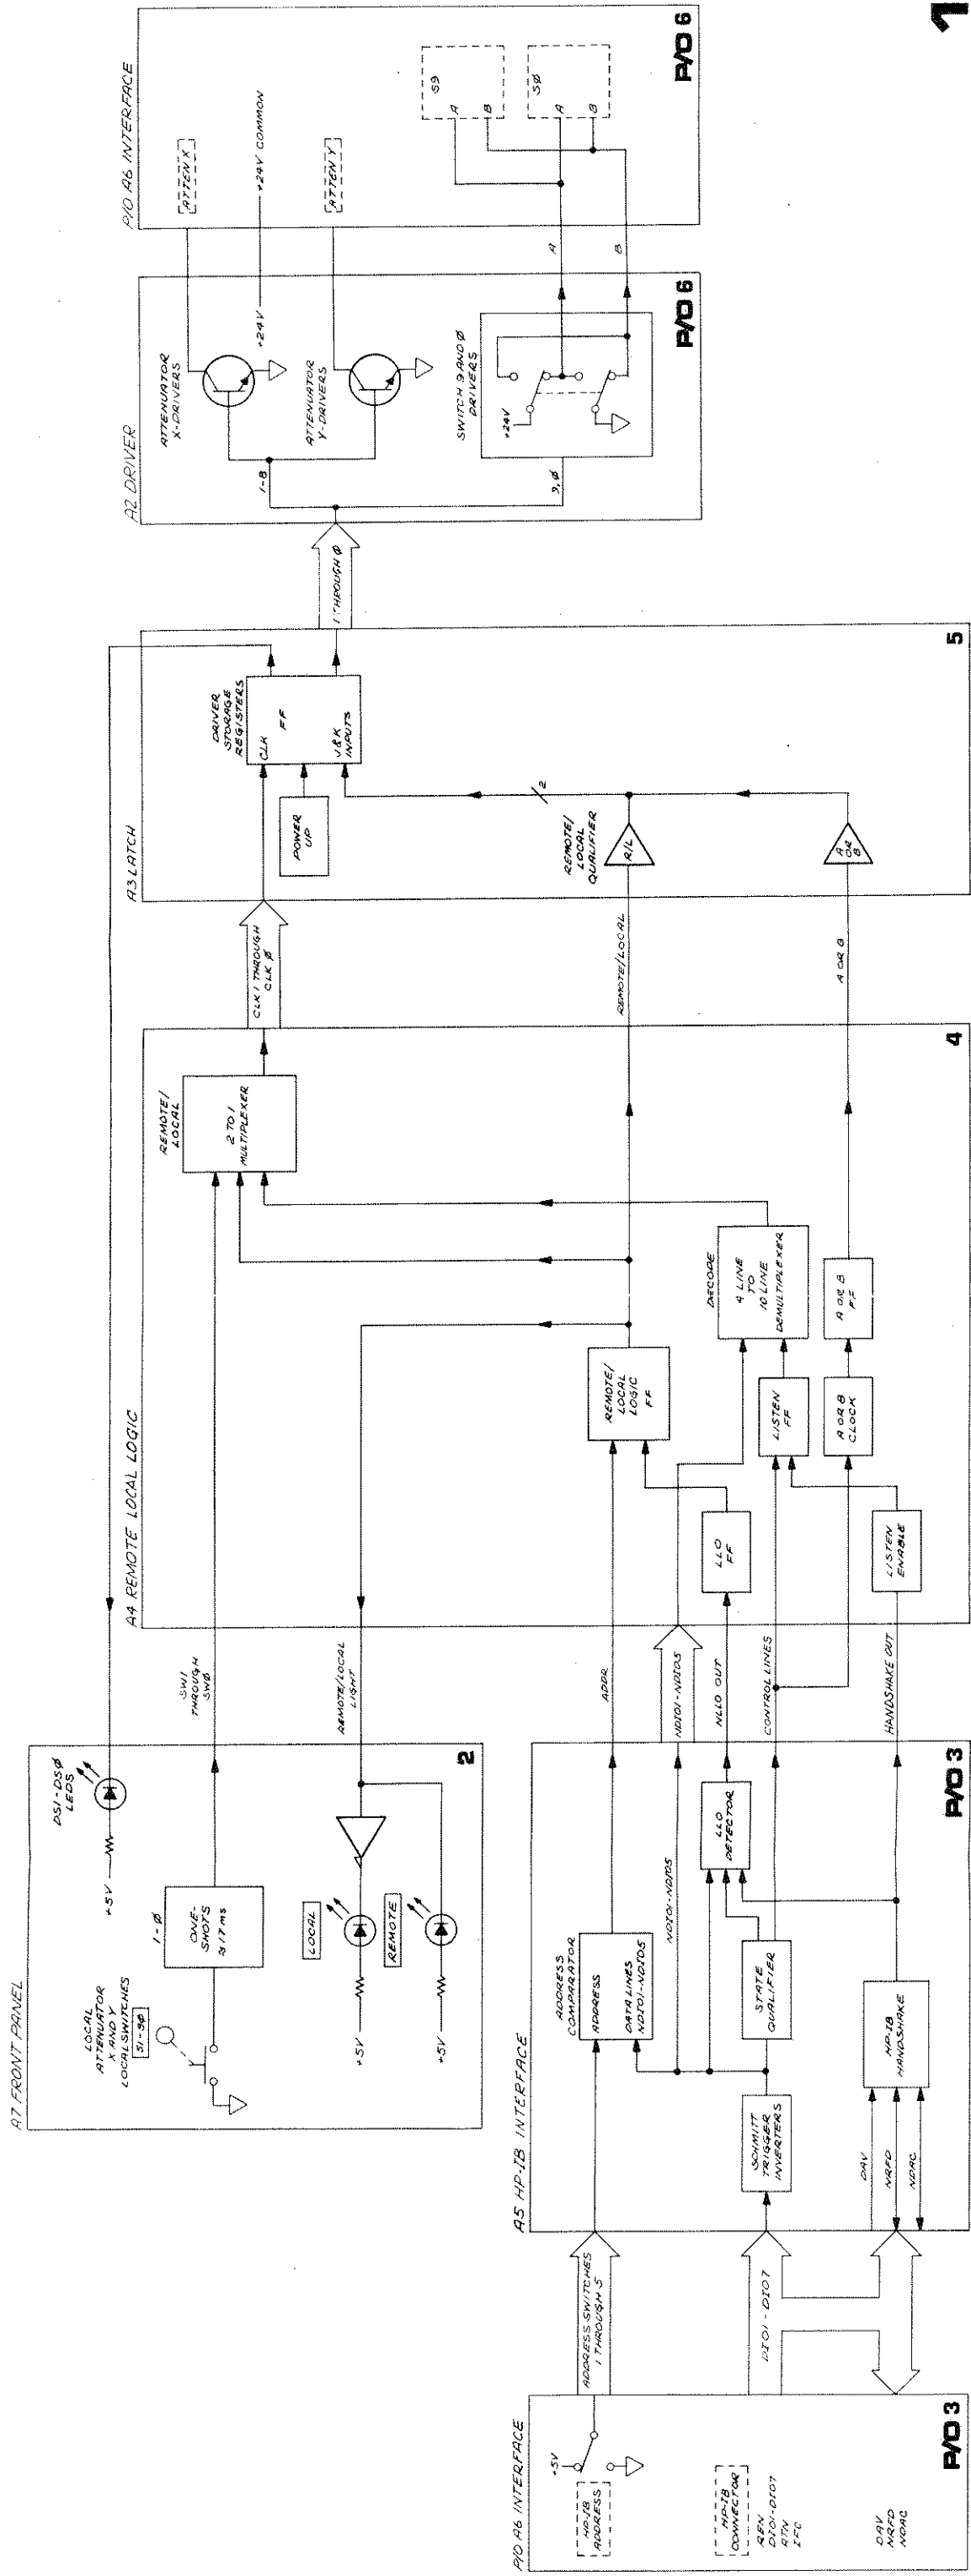 P/O A6 INTERFACE
+5V
HP-IB
ADDRESS
HP-IB
CONNECTOR
REN
DIO1-DIO7
ATN
IFC
DAV
NRFD
NDAC
P/O 3
ADDRESS SWITCHES
1 THROUGH 5
DIO1 - DIO7
A5 HP-IB INTERFACE
ADDRESS
COMPARATOR
ADDRESS
DATA LINES
NDIO1-NDIO5
SCHMITT
TRIGGER
INVERTERS
STATE
QUALIFIER
LLO
DETECTOR
NDIO1-NDIO5
DAV
NRFD
NDAC
HP-IB
HANDSHAKE
P/O 3
ADDR
NDIO1-NDIO5
NLLO OUT
CONTROL LINES
HANDSHAKE OUT
A7 FRONT PANEL
LOCAL
ATTENUATOR
X AND Y
LOCAL SWITCHES
S1-S0
1-Ø
ONE-
SHOTS
≥17 ms
+5V
DS1-DSØ
LEDS
LOCAL
+5V
REMOTE
+5V
2
SW1
THROUGH
SWØ
REMOTE/LOCAL
LIGHT
A4 REMOTE LOCAL LOGIC
REMOTE/
LOCAL
2 TO 1
MULTIPLEXER
REMOTE/
LOCAL
LOGIC
FF
LLO
FF
DECODE
4 LINE
TO
10 LINE
DEMULTIPLEXER
LISTEN
FF
A OR B
CLOCK
A OR B
FF
LISTEN
ENABLE
4
CLK 1 THROUGH
CLK Ø
REMOTE/LOCAL
A OR B
A3 LATCH
DRIVER
STORAGE
REGISTERS
CLK
FF
J&K
INPUTS
POWER
UP
REMOTE/
LOCAL
QUALIFIER
R/L
2
A
OR
B
5
1 THROUGH Ø
A2 DRIVER
ATTENUATOR
X-DRIVERS
+24V
1-8
ATTENUATOR
Y-DRIVERS
9,Ø
SWITCH 9 AND Ø
DRIVERS
+24V
P/O 6
A
B
P/O A6 INTERFACE
ATTEN X
+24V COMMON
ATTEN Y
S9
A
B
SØ
A
B
P/O 6
1